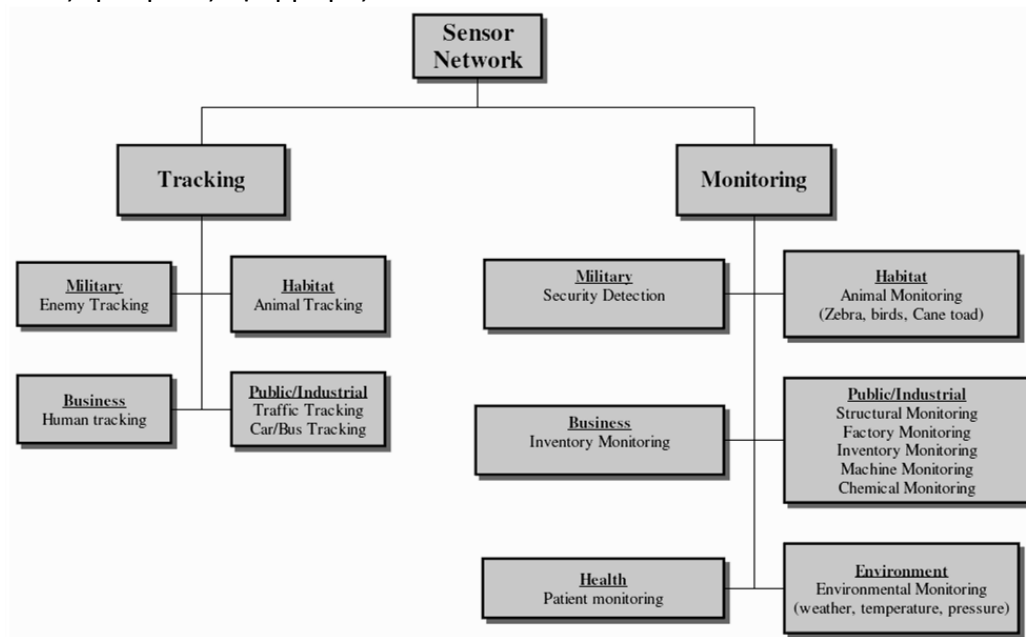 Sensor
Network
Tracking
Monitoring
Military
Enemy Tracking
Habitat
Animal Tracking
Business
Human tracking
Public/Industrial
Traffic Tracking
Car/Bus Tracking
Military
Security Detection
Habitat
Animal Monitoring
(Zebra, birds, Cane toad)
Business
Inventory Monitoring
Public/Industrial
Structural Monitoring
Factory Monitoring
Inventory Monitoring
Machine Monitoring
Chemical Monitoring
Health
Patient monitoring
Environment
Environmental Monitoring
(weather, temperature, pressure)